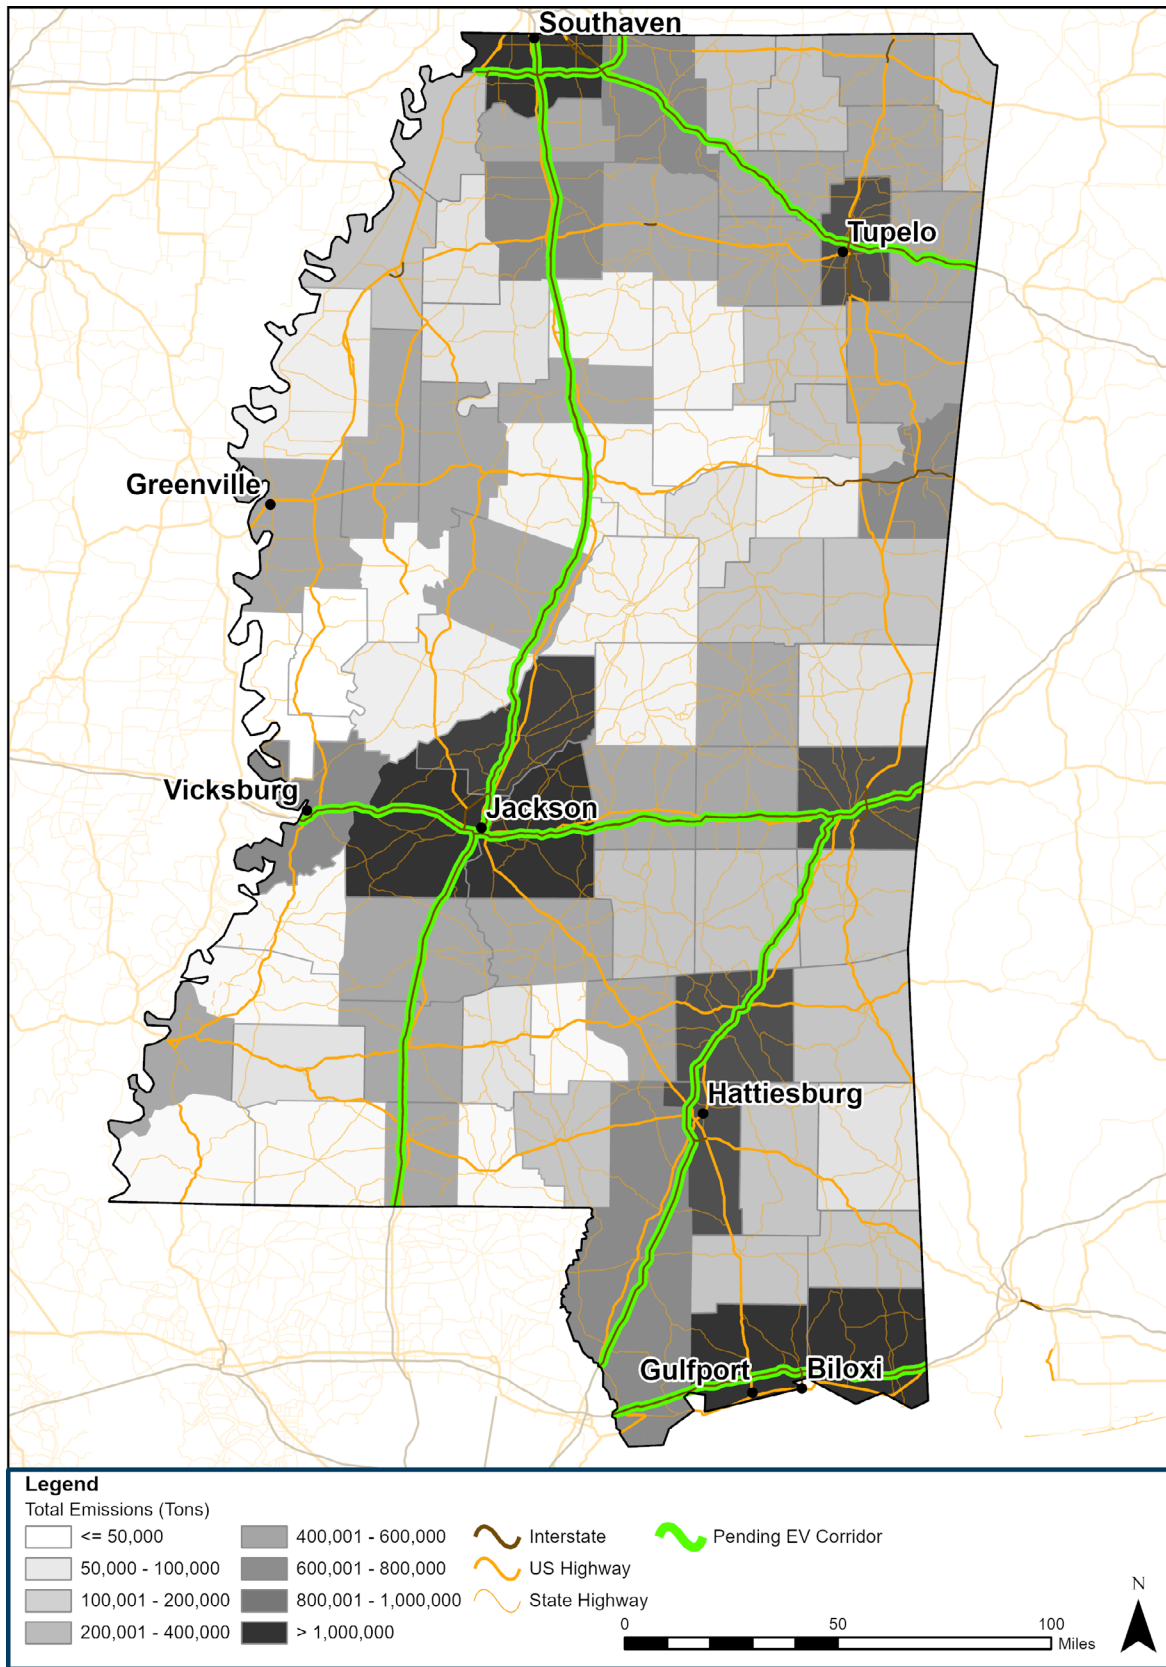 Southaven
Tupelo
Greenville
Vicksburg
Jackson
Hattiesburg
Gulfport
Biloxi
Legend
Total Emissions (Tons)
<= 50,000
50,000 - 100,000
100,001 - 200,000
200,001 - 400,000
400,001 - 600,000
600,001 - 800,000
800,001 - 1,000,000
> 1,000,000
Interstate
US Highway
State Highway
Pending EV Corridor
N
0 50 100
Miles